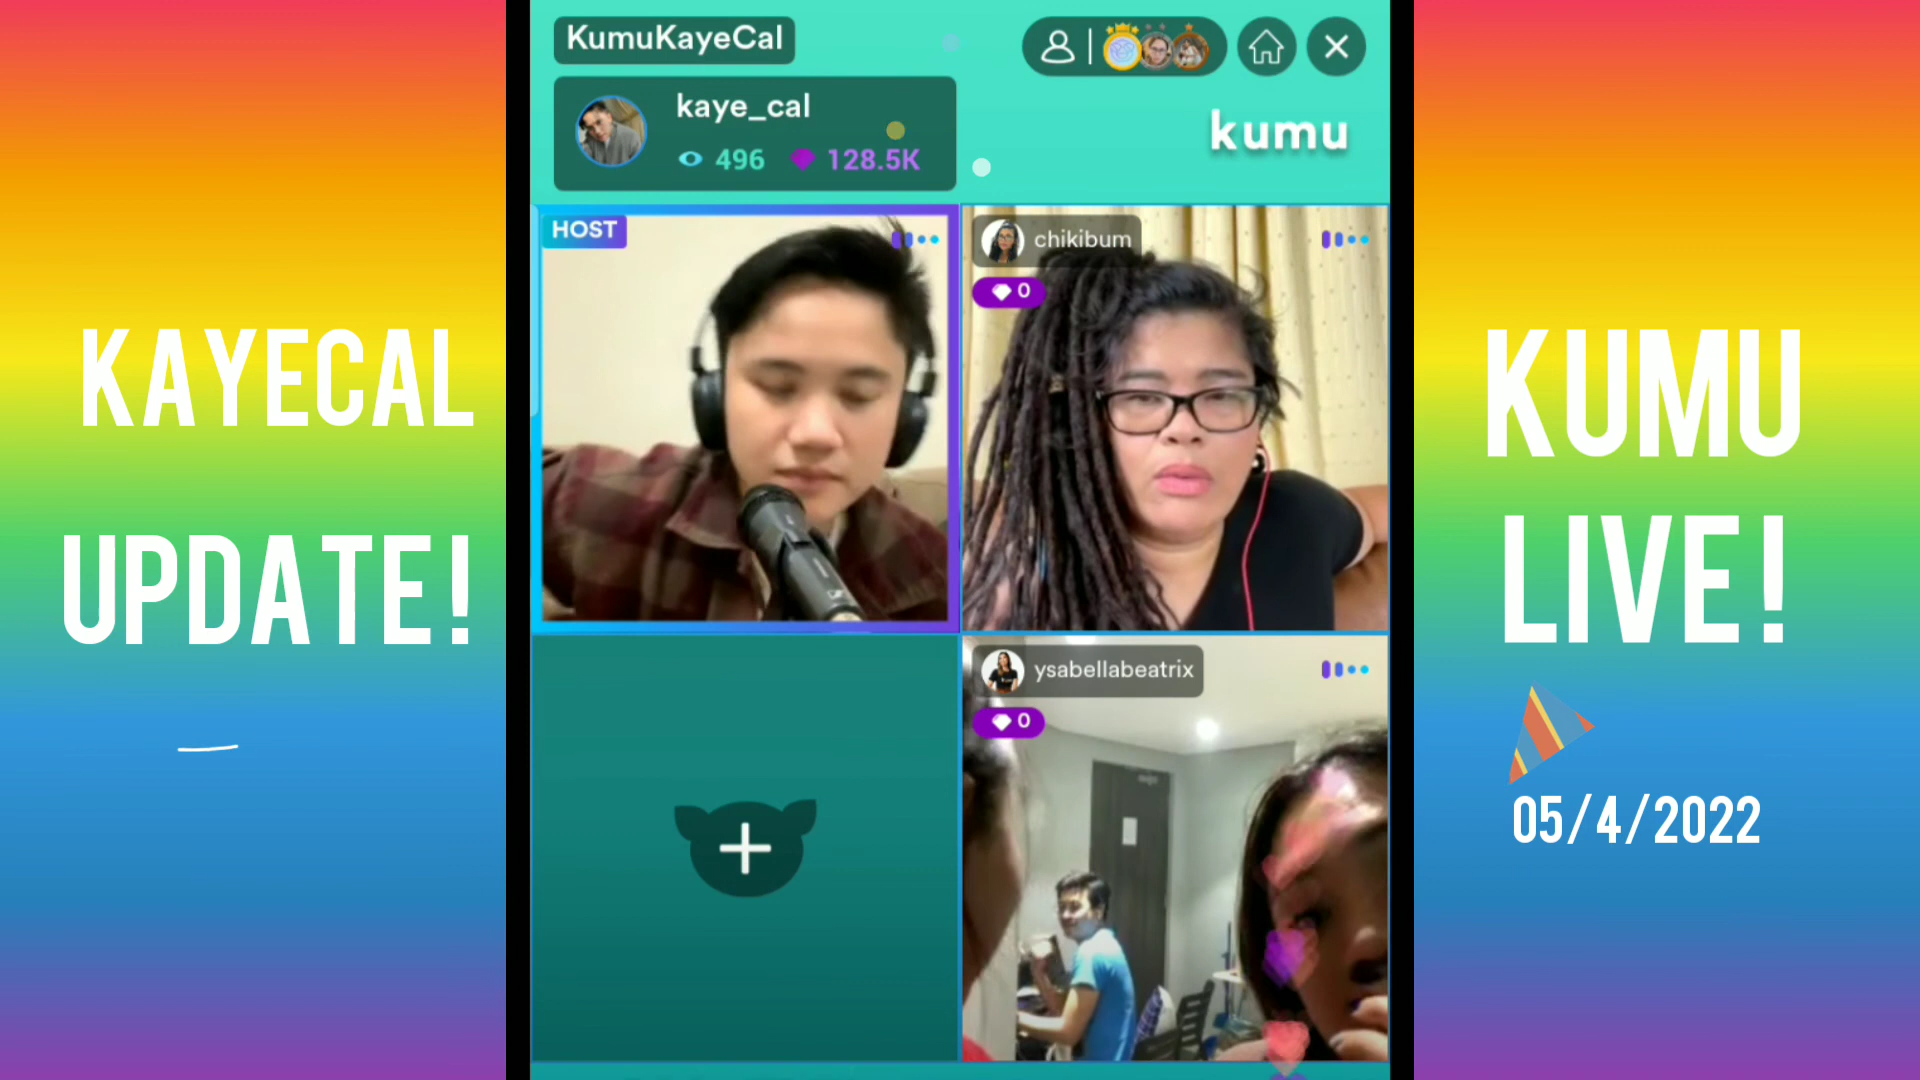 KAYECAL
UPDATE!
KumuKayeCal
kaye_cal
496 128.5K
kumu
HOST
chikibum
0
ysabellabeatrix
0
KUMU
LIVE!
05/4/2022